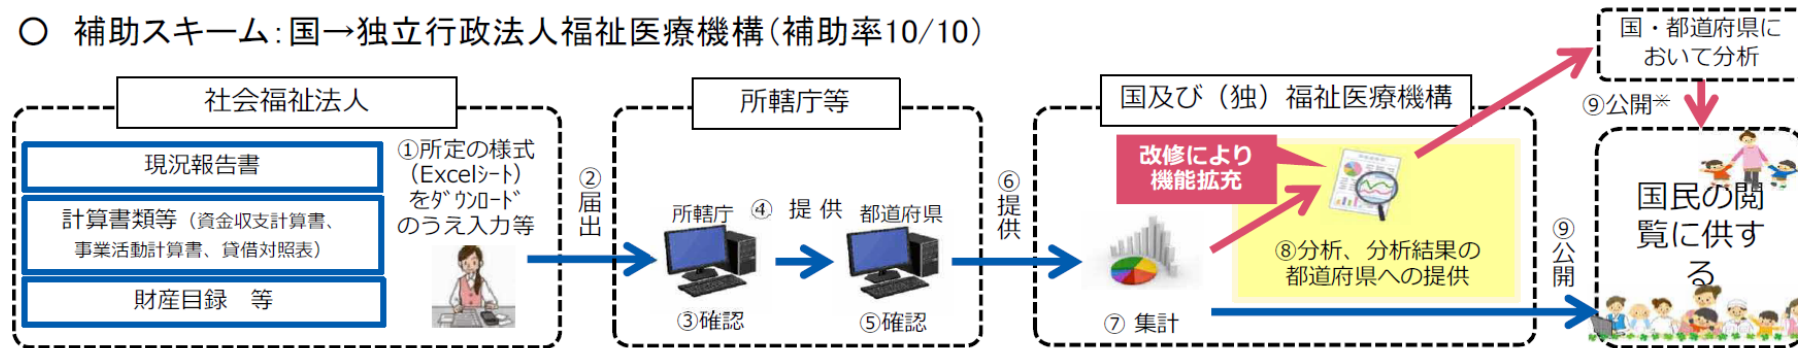 ○ 補助スキーム：国→独立行政法人福祉医療機構（補助率10/10）
社会福祉法人
現況報告書
計算書類等（資金収支計算書、
事業活動計算書、貸借対照表）
財産目録　等
①所定の様式
（Excelｼｰﾄ）
をﾀﾞｳﾝﾛｰﾄﾞ
のうえ入力等
②届出
所轄庁等
所轄庁
④ 提 供
都道府県
③確認
⑤確認
⑥提供
国及び（独）福祉医療機構
改修により
機能拡充
⑦ 集計
⑧分析、分析結果の
都道府県への提供
⑨公開
国・都道府県に
おいて分析
⑨公開※
国民の閲
覧に供す
る